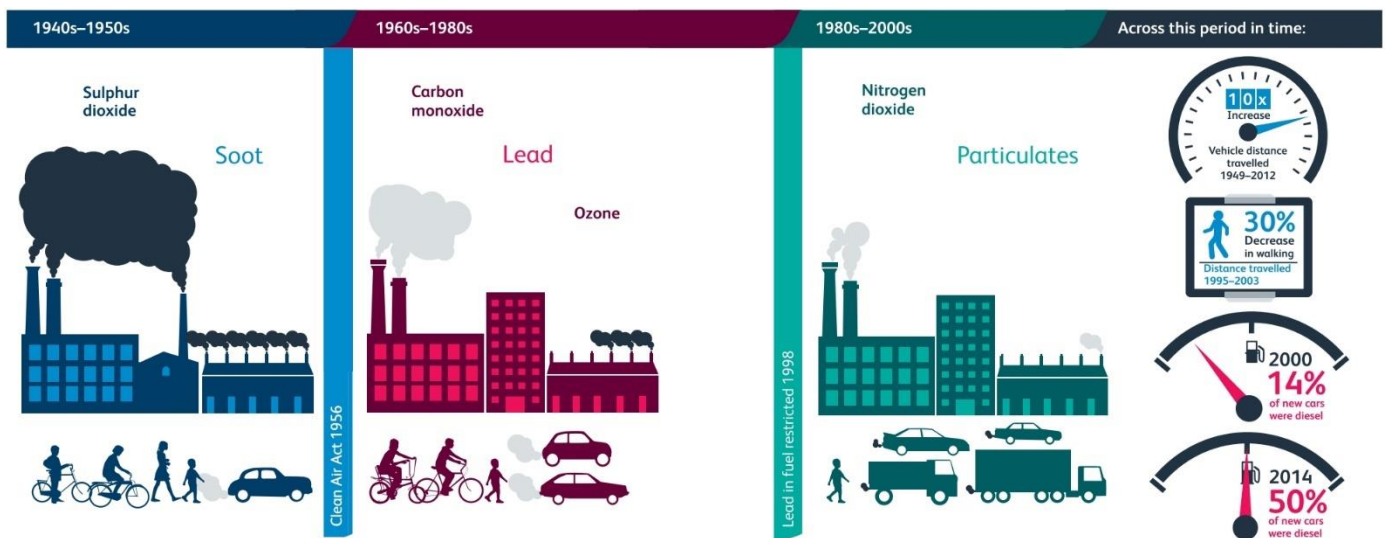 1940s–1950s
1960s–1980s
1980s–2000s
Across this period in time:
Sulphur
dioxide
Soot
Clean Air Act 1956
Carbon
monoxide
Lead
Ozone
Lead in fuel restricted 1998
Nitrogen
dioxide
Particulates
10x
Increase
Vehicle distance
travelled
1949–2012
30%
Decrease
in walking
Distance travelled
1995–2003
2000
14%
of new cars
were diesel
2014
50%
of new cars
were diesel